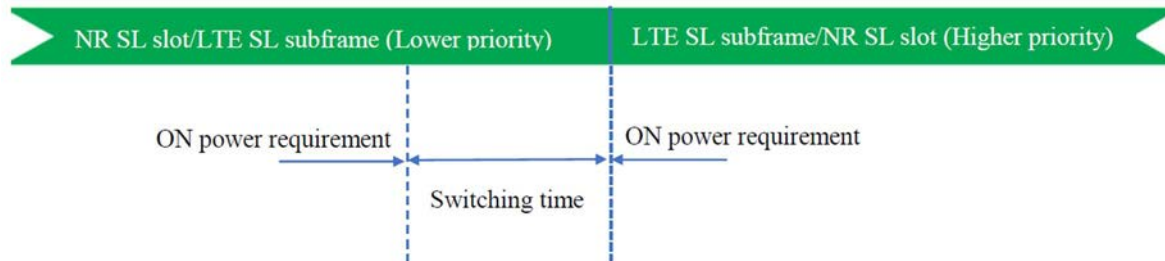 NR SL slot/LTE SL subframe (Lower priority)
LTE SL subframe/NR SL slot (Higher priority)
ON power requirement
ON power requirement
Switching time